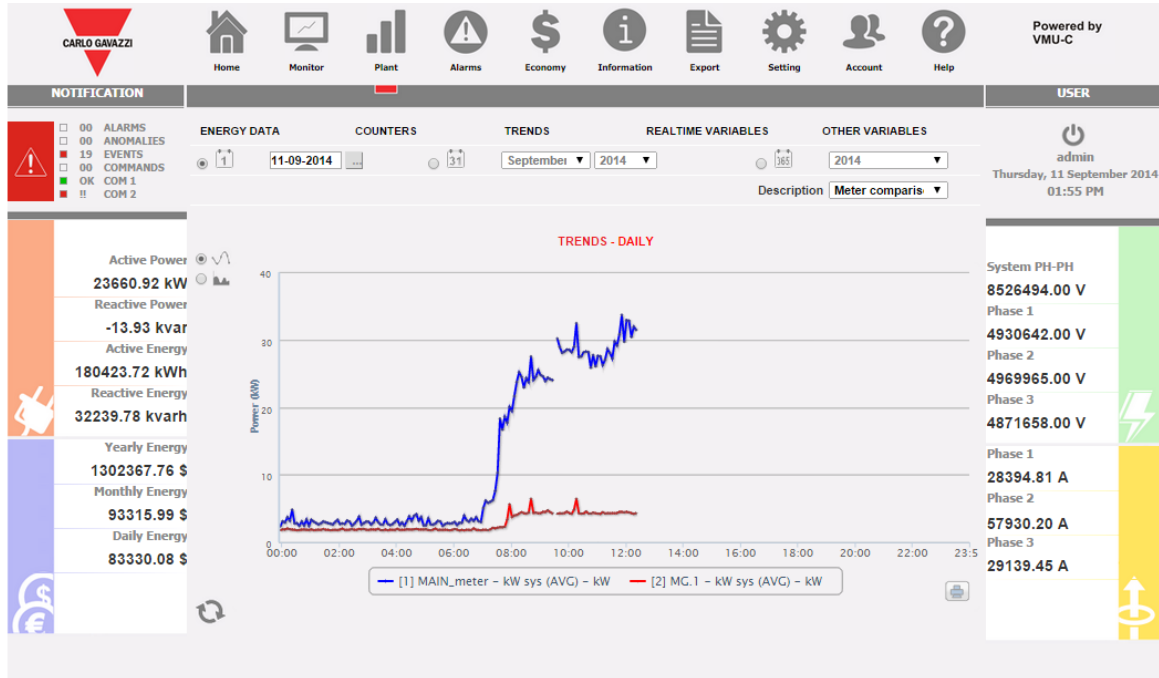 CARLO GAVAZZI
Home
Monitor
Plant
Alarms
Economy
Information
Export
Setting
Account
Help
Powered by
VMU-C
NOTIFICATION
USER
00 ALARMS
00 ANOMALIES
19 EVENTS
00 COMMANDS
OK COM 1
!! COM 2
ENERGY DATA COUNTERS TRENDS REALTIME VARIABLES OTHER VARIABLES
1 11-09-2014 ... 31 September 2014 365 2014
Description Meter comparis
admin
Thursday, 11 September 2014
01:55 PM
Active Power
23660.92 kW
Reactive Power
-13.93 kvar
Active Energy
180423.72 kWh
Reactive Energy
32239.78 kvarh
Yearly Energy
1302367.76 $
Monthly Energy
93315.99 $
Daily Energy
83330.08 $
TRENDS - DAILY
Power (kW)
40
30
20
10
0
00:00 02:00 04:00 06:00 08:00 10:00 12:00 14:00 16:00 18:00 20:00 22:00 23:5
[1] MAIN_meter - kW sys (AVG) - kW [2] MG.1 - kW sys (AVG) - kW
System PH-PH
8526494.00 V
Phase 1
4930642.00 V
Phase 2
4969965.00 V
Phase 3
4871658.00 V
Phase 1
28394.81 A
Phase 2
57930.20 A
Phase 3
29139.45 A